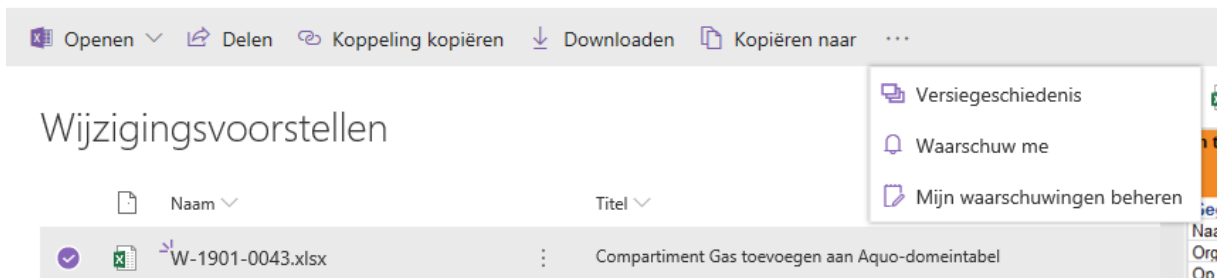 Openen Delen Koppeling kopiëren Downloaden Kopiëren naar ...
Versiegeschiedenis
Wijzigingsvoorstellen
Waarschuw me
Mijn waarschuwingen beheren
Naam Titel
W-1901-0043.xlsx Compartiment Gas toevoegen aan Aquo-domeintabel